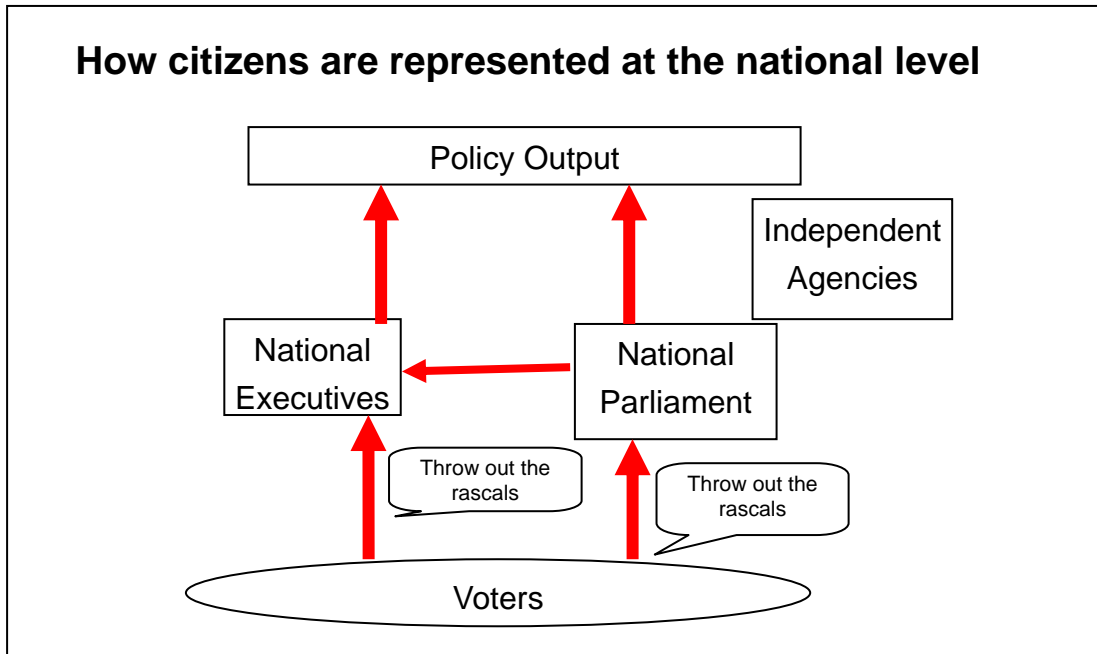 How citizens are represented at the national level
Policy Output
Independent
Agencies
National
Executives
National
Parliament
Throw out the
rascals
Throw out the
rascals
Voters